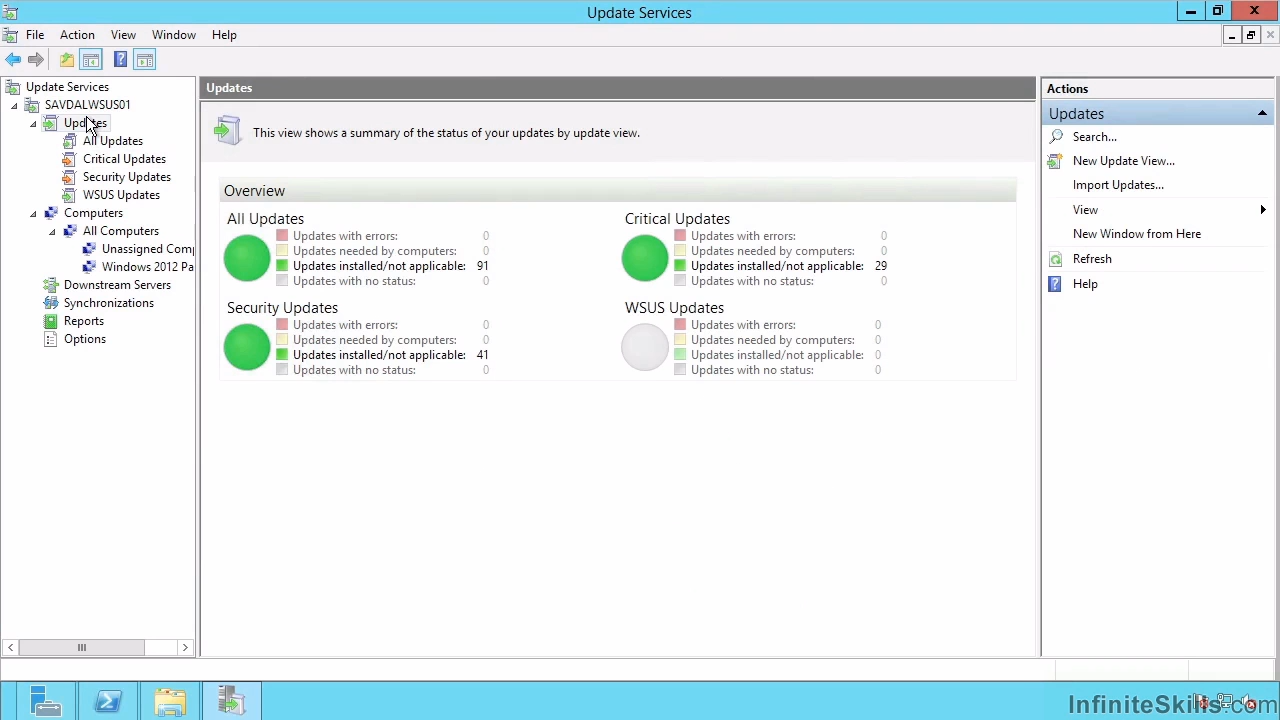 Update Services
File Action View Window Help
Update Services
SAVDALWSUS01
Updates
All Updates
Critical Updates
Security Updates
WSUS Updates
Computers
All Computers
Unassigned Comp
Windows 2012 Pa
Downstream Servers
Synchronizations
Reports
Options
Updates
This view shows a summary of the status of your updates by update view.
Overview
All Updates
Updates with errors: 0
Updates needed by computers: 0
Updates installed/not applicable: 91
Updates with no status: 0
Critical Updates
Updates with errors: 0
Updates needed by computers: 0
Updates installed/not applicable: 29
Updates with no status: 0
Security Updates
Updates with errors: 0
Updates needed by computers: 0
Updates installed/not applicable: 41
Updates with no status: 0
WSUS Updates
Updates with errors: 0
Updates needed by computers: 0
Updates installed/not applicable: 0
Updates with no status: 0
Actions
Updates
Search...
New Update View...
Import Updates...
View
New Window from Here
Refresh
Help
InfiniteSkills.com